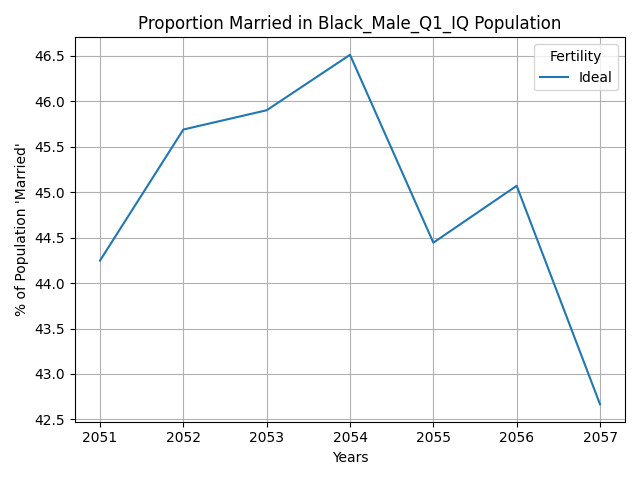 Proportion Married in Black_Male_Q1_IQ Population
Fertility
Ideal
% of Population 'Married'
46.5
46.0
45.5
45.0
44.5
44.0
43.5
43.0
42.5
2051 2052 2053 2054 2055 2056 2057
Years